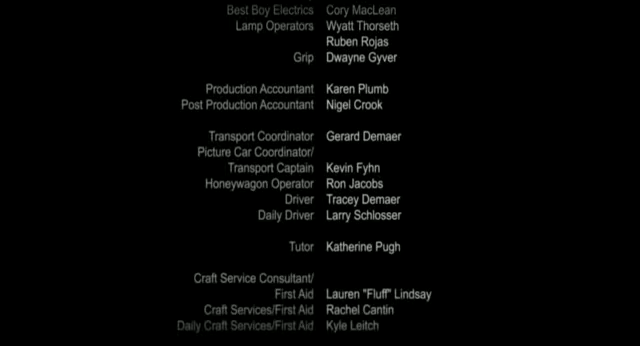 Best Boy Electrics Cory MacLean
Lamp Operators Wyatt Thorseth
Ruben Rojas
Grip Dwayne Gyver
Production Accountant Karen Plumb
Post Production Accountant Nigel Crook
Transport Coordinator Gerard Demaer
Picture Car Coordinator/
Transport Captain Kevin Fyhn
Honeywagon Operator Ron Jacobs
Driver Tracey Demaer
Daily Driver Larry Schlosser
Tutor Katherine Pugh
Craft Service Consultant/
First Aid Lauren "Fluff" Lindsay
Craft Services/First Aid Rachel Cantin
Daily Craft Services/First Aid Kyle Leitch